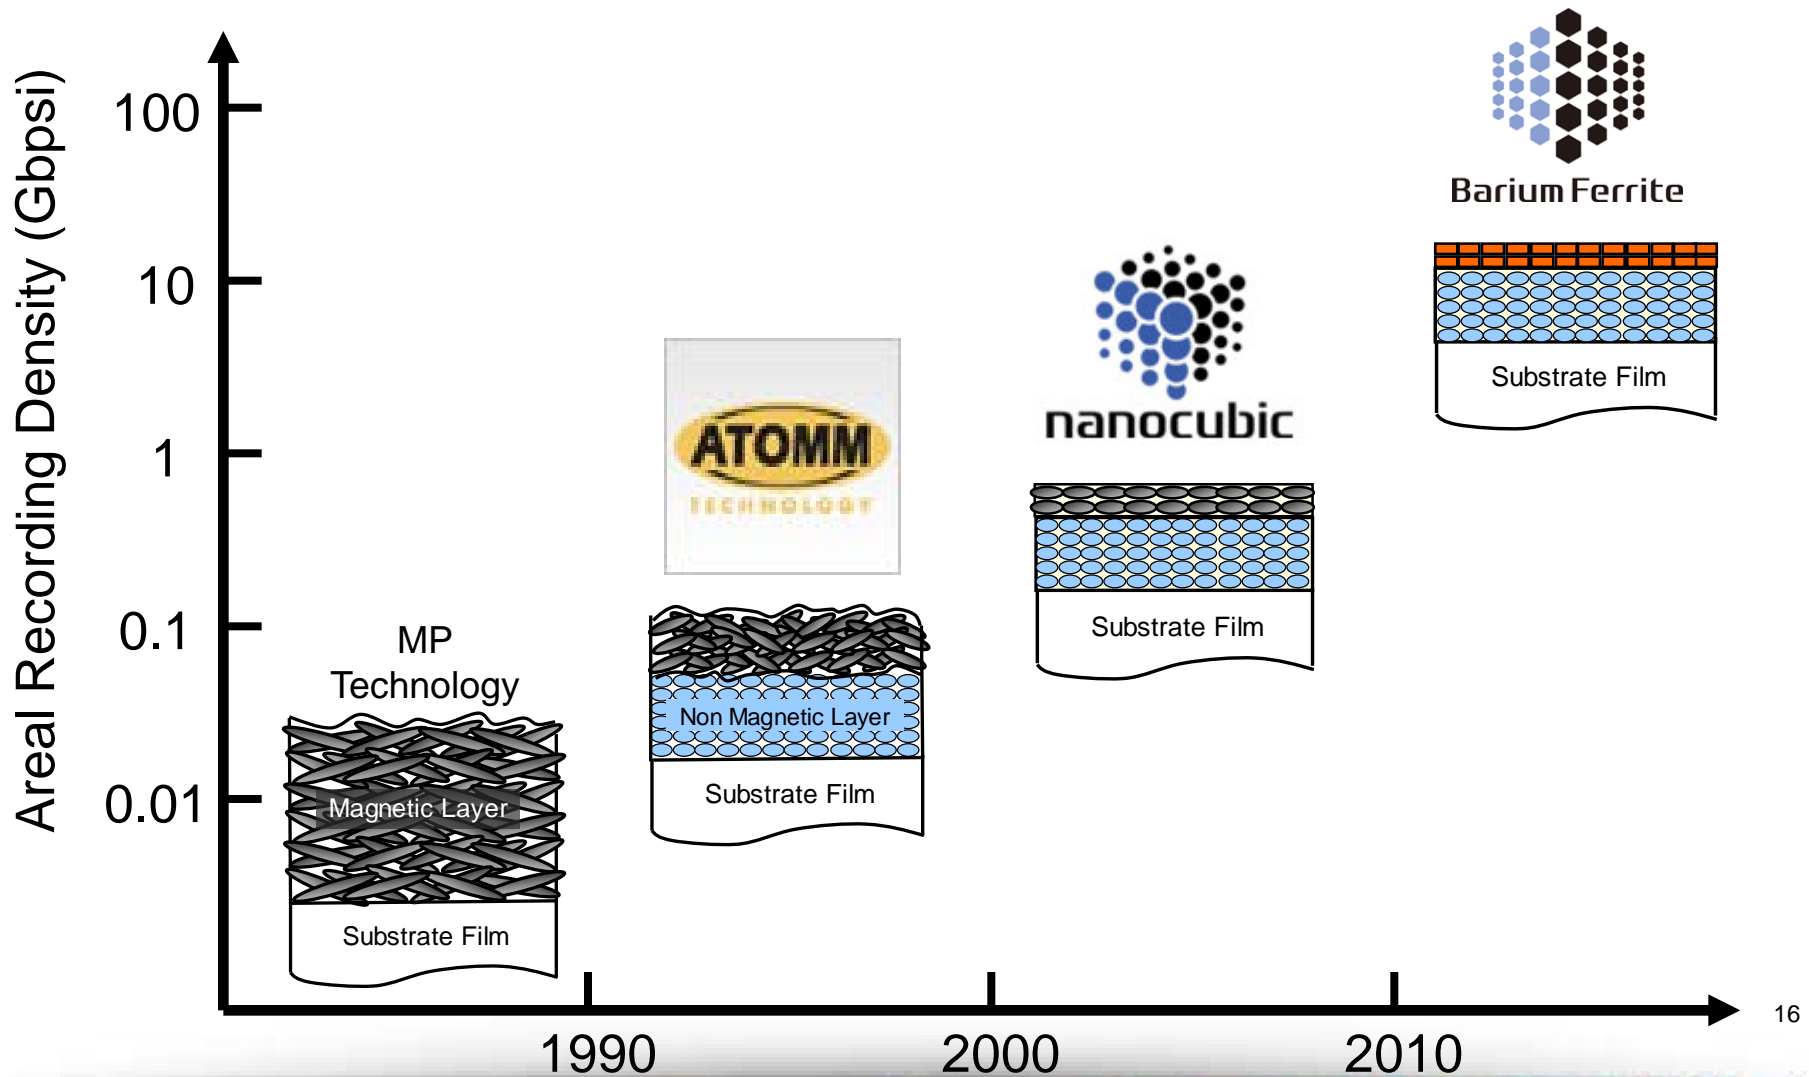 Areal Recording Density (Gbpsi)
100
10
1
0.1
0.01
MP
Technology
Magnetic Layer
Substrate Film
ATOMM
TECHNOLOGY
Non Magnetic Layer
Substrate Film
nanocubic
Substrate Film
Barium Ferrite
Substrate Film
1990
2000
2010
16